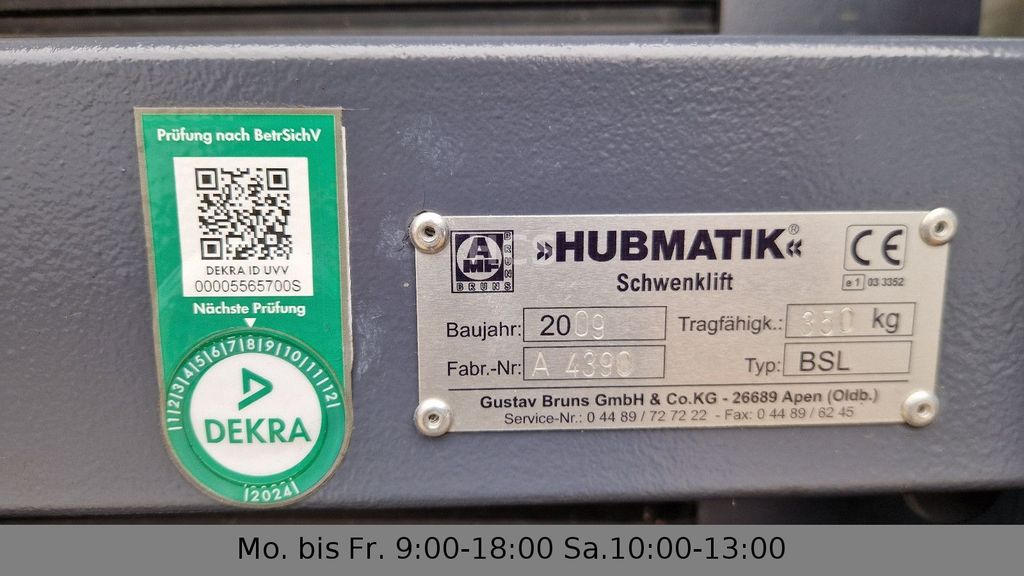 Prüfung nach BetrSichV
DEKRA ID UVV
00005565700S
Nächste Prüfung
1|2|3|4|5|6|7|8|9|10|11|12|
DEKRA
|2024|
AMF
BRUNS
BRUNS
»HUBMATIK«®
Schwenklift
CE
e1 03 3352
Baujahr: 2009
Tragfähigk.: 350 kg
Fabr.-Nr: A 4390
Typ: BSL
Gustav Bruns GmbH & Co.KG - 26689 Apen (Oldb.)
Service-Nr.: 0 44 89 / 72 72 22 - Fax: 0 44 89 / 62 45
Mo. bis Fr. 9:00-18:00 Sa.10:00-13:00